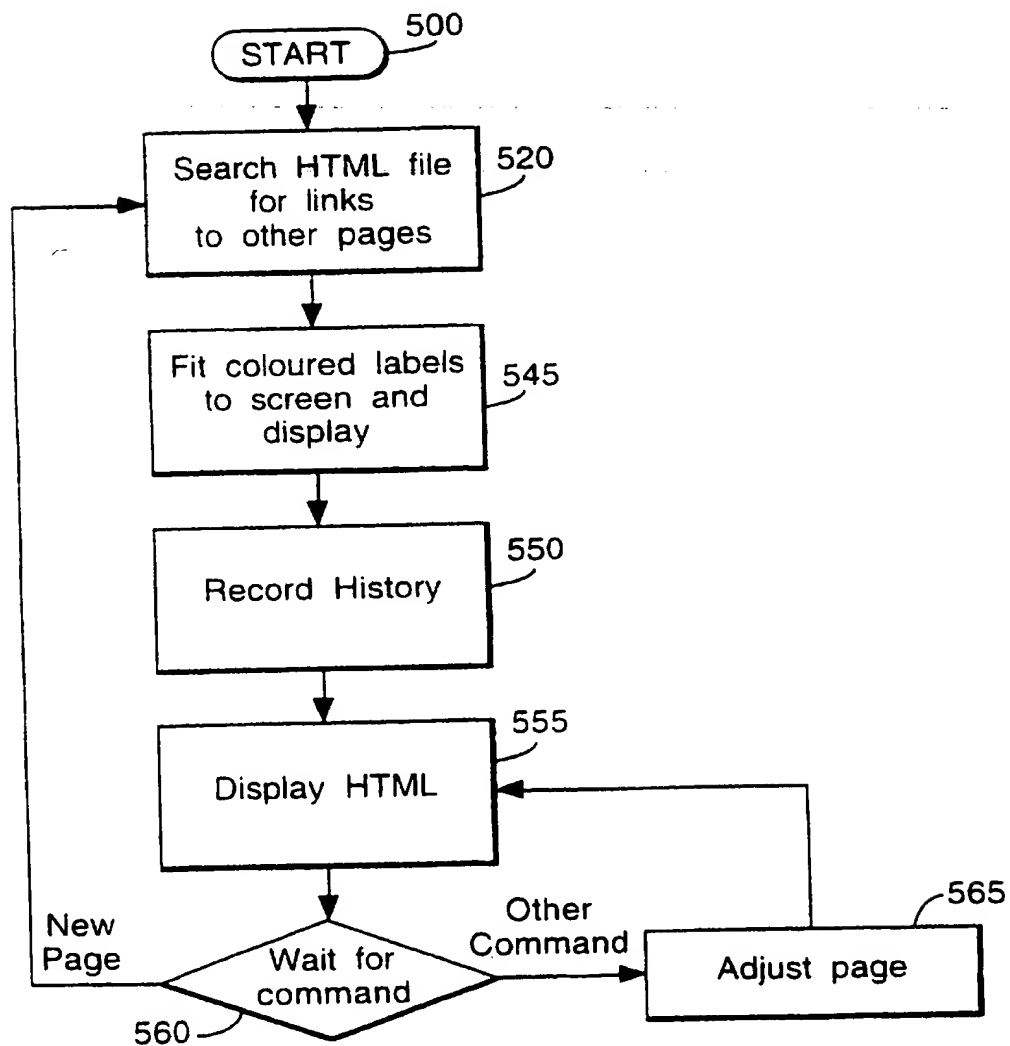 START
500
Search HTML file
for links
to other pages
520
Fit coloured labels
to screen and
display
545
Record History
550
Display HTML
555
New
Page
Wait for
command
560
Other
Command
Adjust page
565